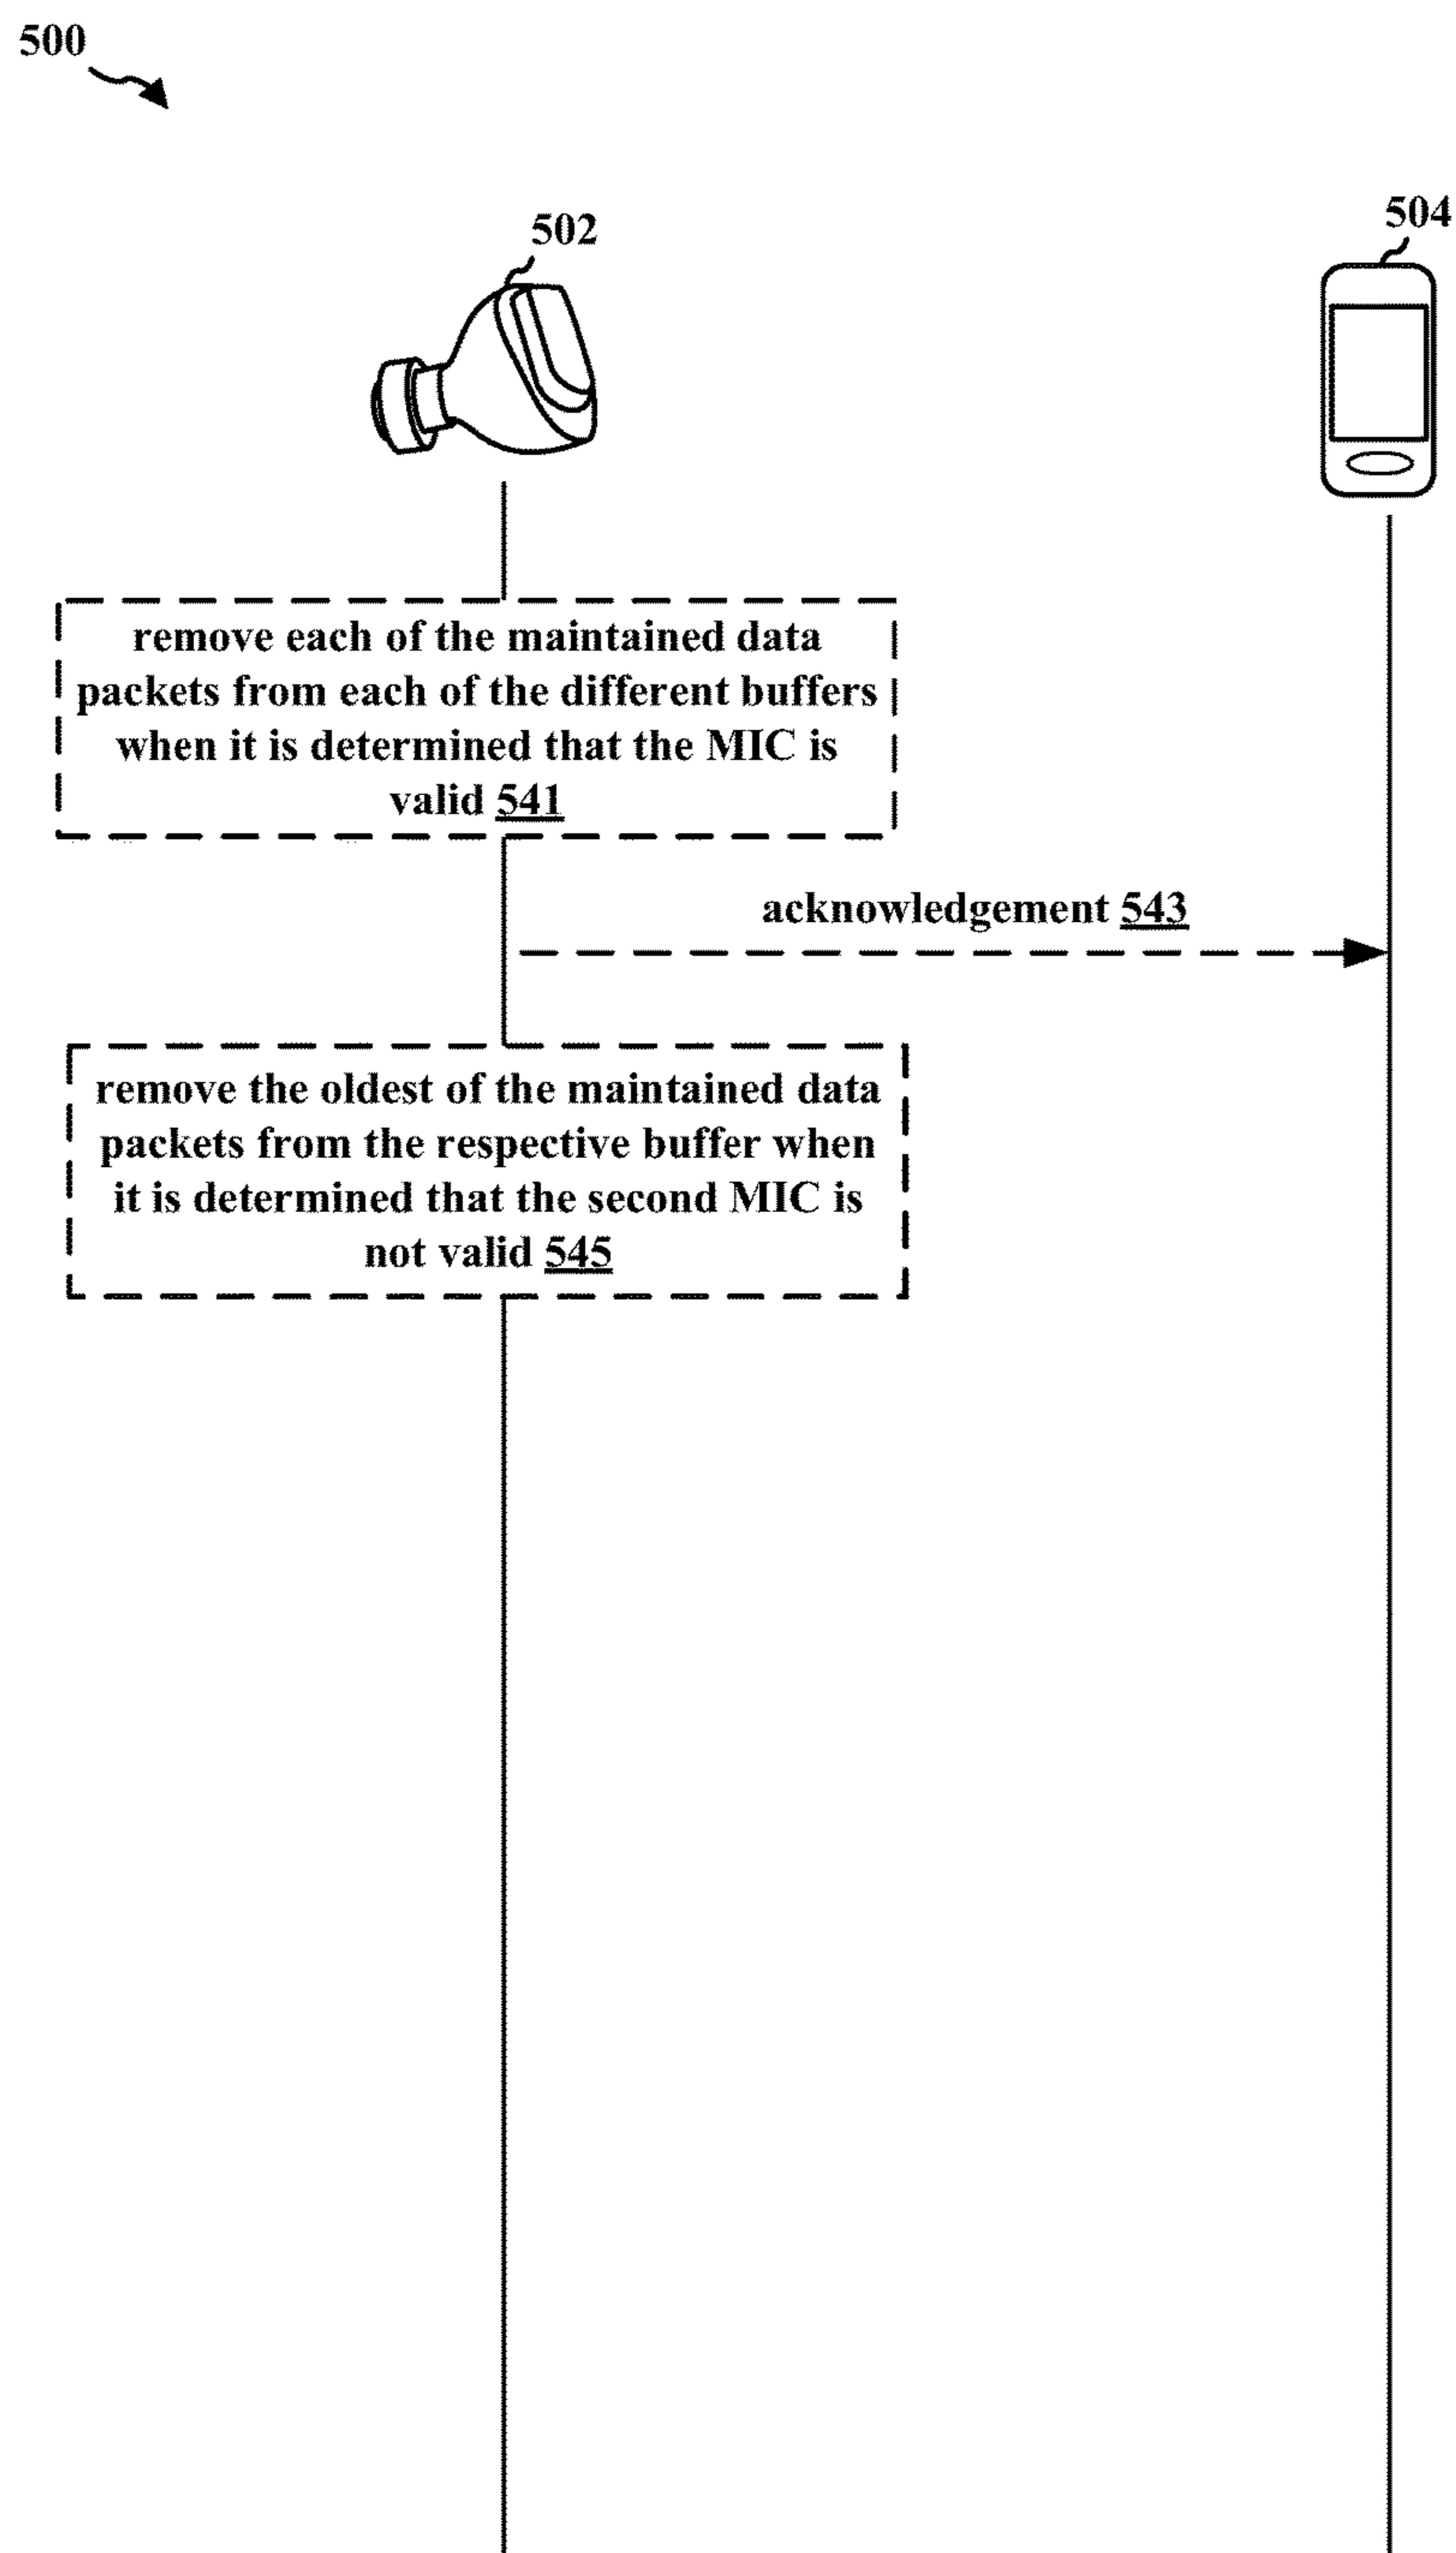 500
502
504
remove each of the maintained data
packets from each of the different buffers
when it is determined that the MIC is
valid 541
acknowledgement 543
remove the oldest of the maintained data
packets from the respective buffer when
it is determined that the second MIC is
not valid 545